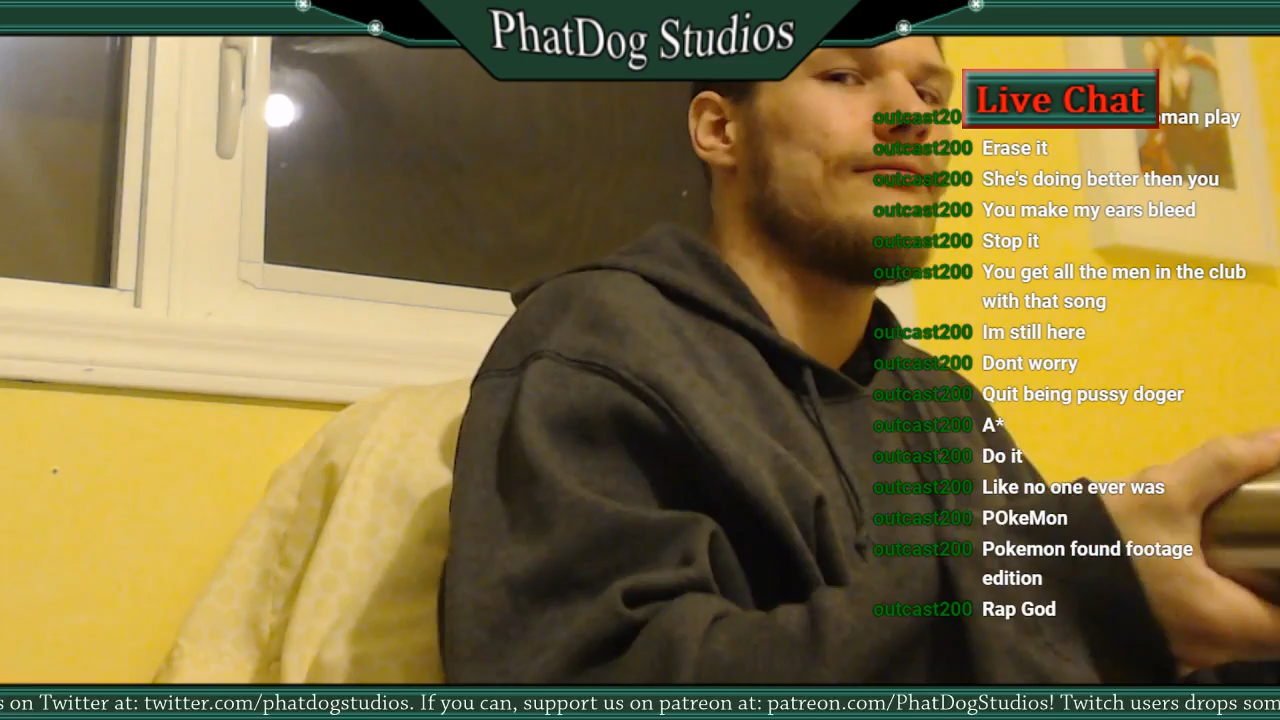 PhatDog Studios
Live Chat
outcast20 man play
outcast200 Erase it
outcast200 She's doing better then you
outcast200 You make my ears bleed
outcast200 Stop it
outcast200 You get all the men in the club
with that song
outcast200 Im still here
outcast200 Dont worry
outcast200 Quit being pussy doger
outcast200 A*
outcast200 Do it
outcast200 Like no one ever was
outcast200 POkeMon
outcast200 Pokemon found footage
edition
outcast200 Rap God
s on Twitter at: twitter.com/phatdogstudios. If you can, support us on patreon at: patreon.com/PhatDogStudios! Twitch users drops som